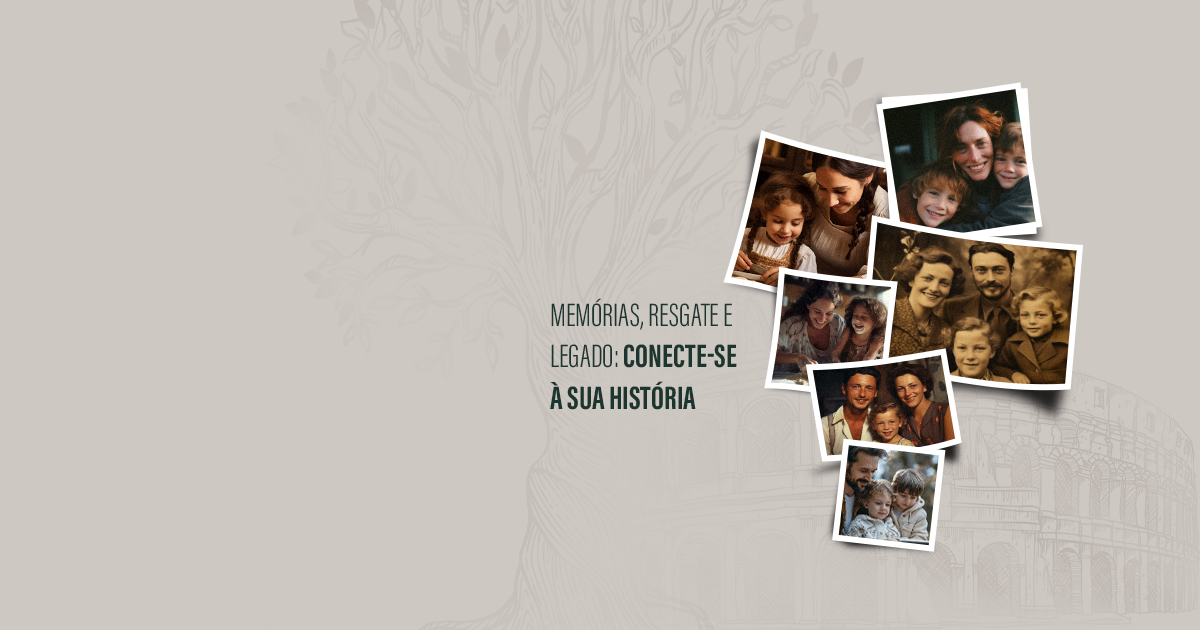 MEMÓRIAS, RESGATE E
LEGADO: CONECTE-SE
À SUA HISTÓRIA